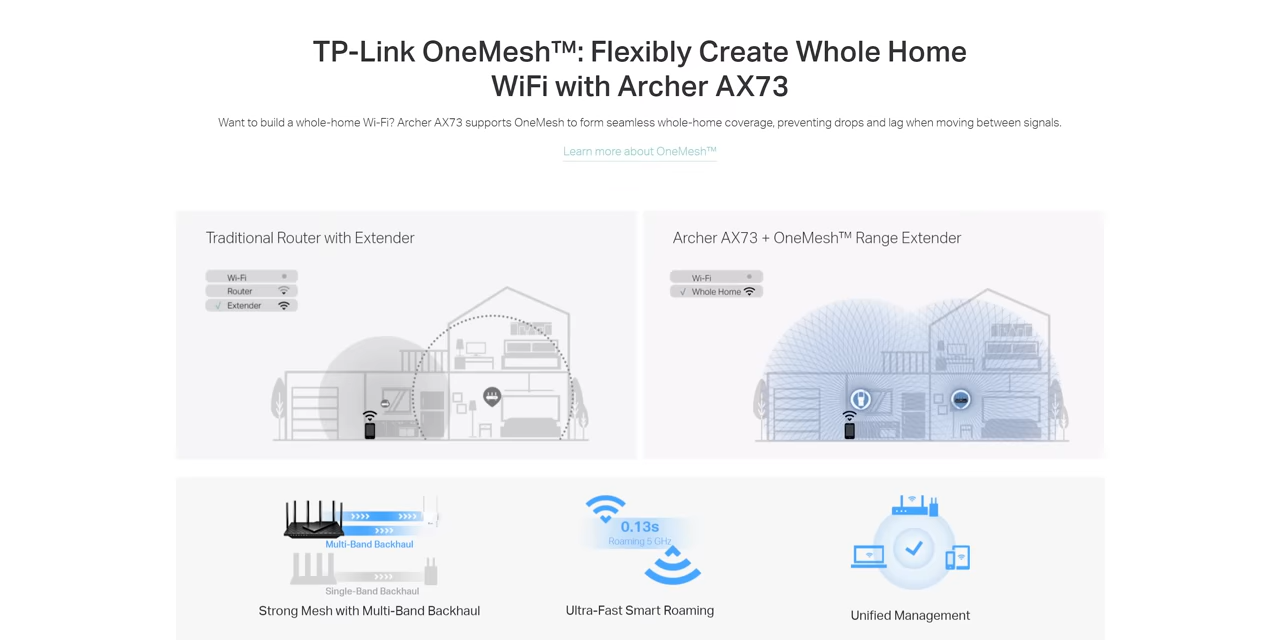 TP-Link OneMesh™: Flexibly Create Whole Home
WiFi with Archer AX73
Want to build a whole-home Wi-Fi? Archer AX73 supports OneMesh to form seamless whole-home coverage, preventing drops and lag when moving between signals.
Learn more about OneMesh™
Traditional Router with Extender
Wi-Fi
Router
Extender
Archer AX73 + OneMesh™ Range Extender
Wi-Fi
Whole Home
Multi-Band Backhaul
Single-Band Backhaul
Strong Mesh with Multi-Band Backhaul
0.13s
Roaming 5 GHz
Ultra-Fast Smart Roaming
Unified Management